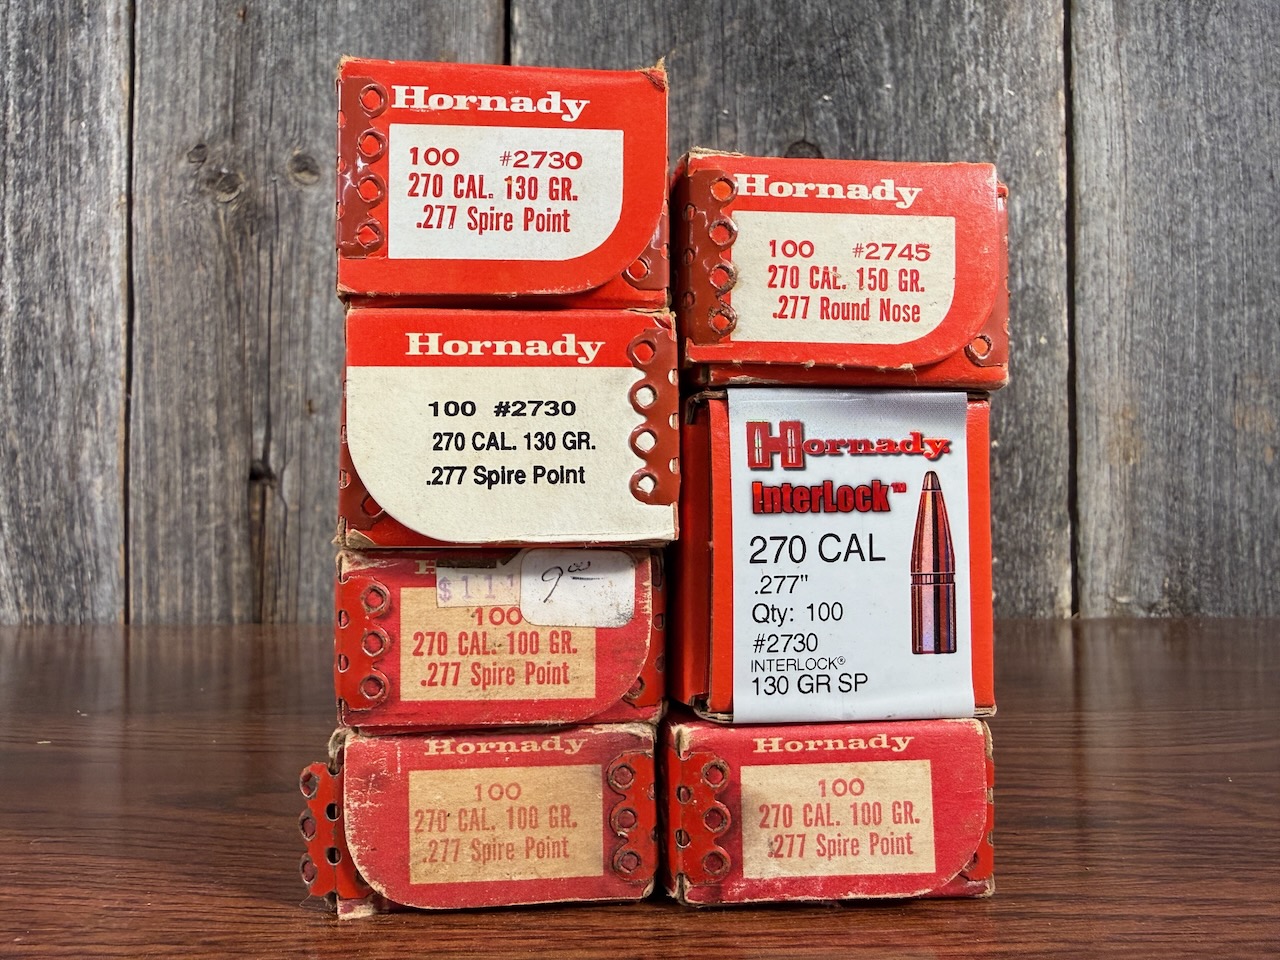 Hornady
100 #2730
270 CAL. 130 GR.
.277 Spire Point
Hornady
100 #2730
270 CAL. 130 GR.
.277 Spire Point
$11
9⁰⁰
100
270 CAL. 100 GR.
.277 Spire Point
Hornady
100
270 CAL. 100 GR.
.277 Spire Point
Hornady
100 #2745
270 CAL. 150 GR.
.277 Round Nose
Hornady
InterLock™
270 CAL
.277"
Qty: 100
#2730
INTERLOCK®
130 GR SP
Hornady
100
270 CAL. 100 GR.
.277 Spire Point